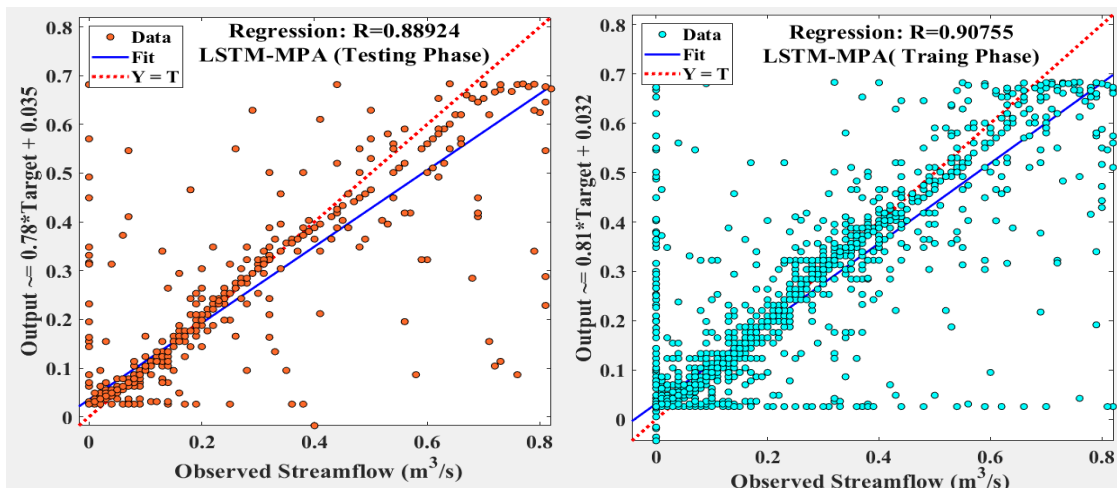 Regression: R=0.88924
LSTM-MPA (Testing Phase)
Data
Fit
Y = T
Output ~= 0.78*Target + 0.035
0.8
0.7
0.6
0.5
0.4
0.3
0.2
0.1
0
0
0.2
0.4
0.6
0.8
Observed Streamflow (m³/s)
Regression: R=0.90755
LSTM-MPA( Traing Phase)
Data
Fit
Y = T
Output ~= 0.81*Target + 0.032
0.8
0.7
0.6
0.5
0.4
0.3
0.2
0.1
0
0
0.2
0.4
0.6
0.8
Observed Streamflow (m³/s)